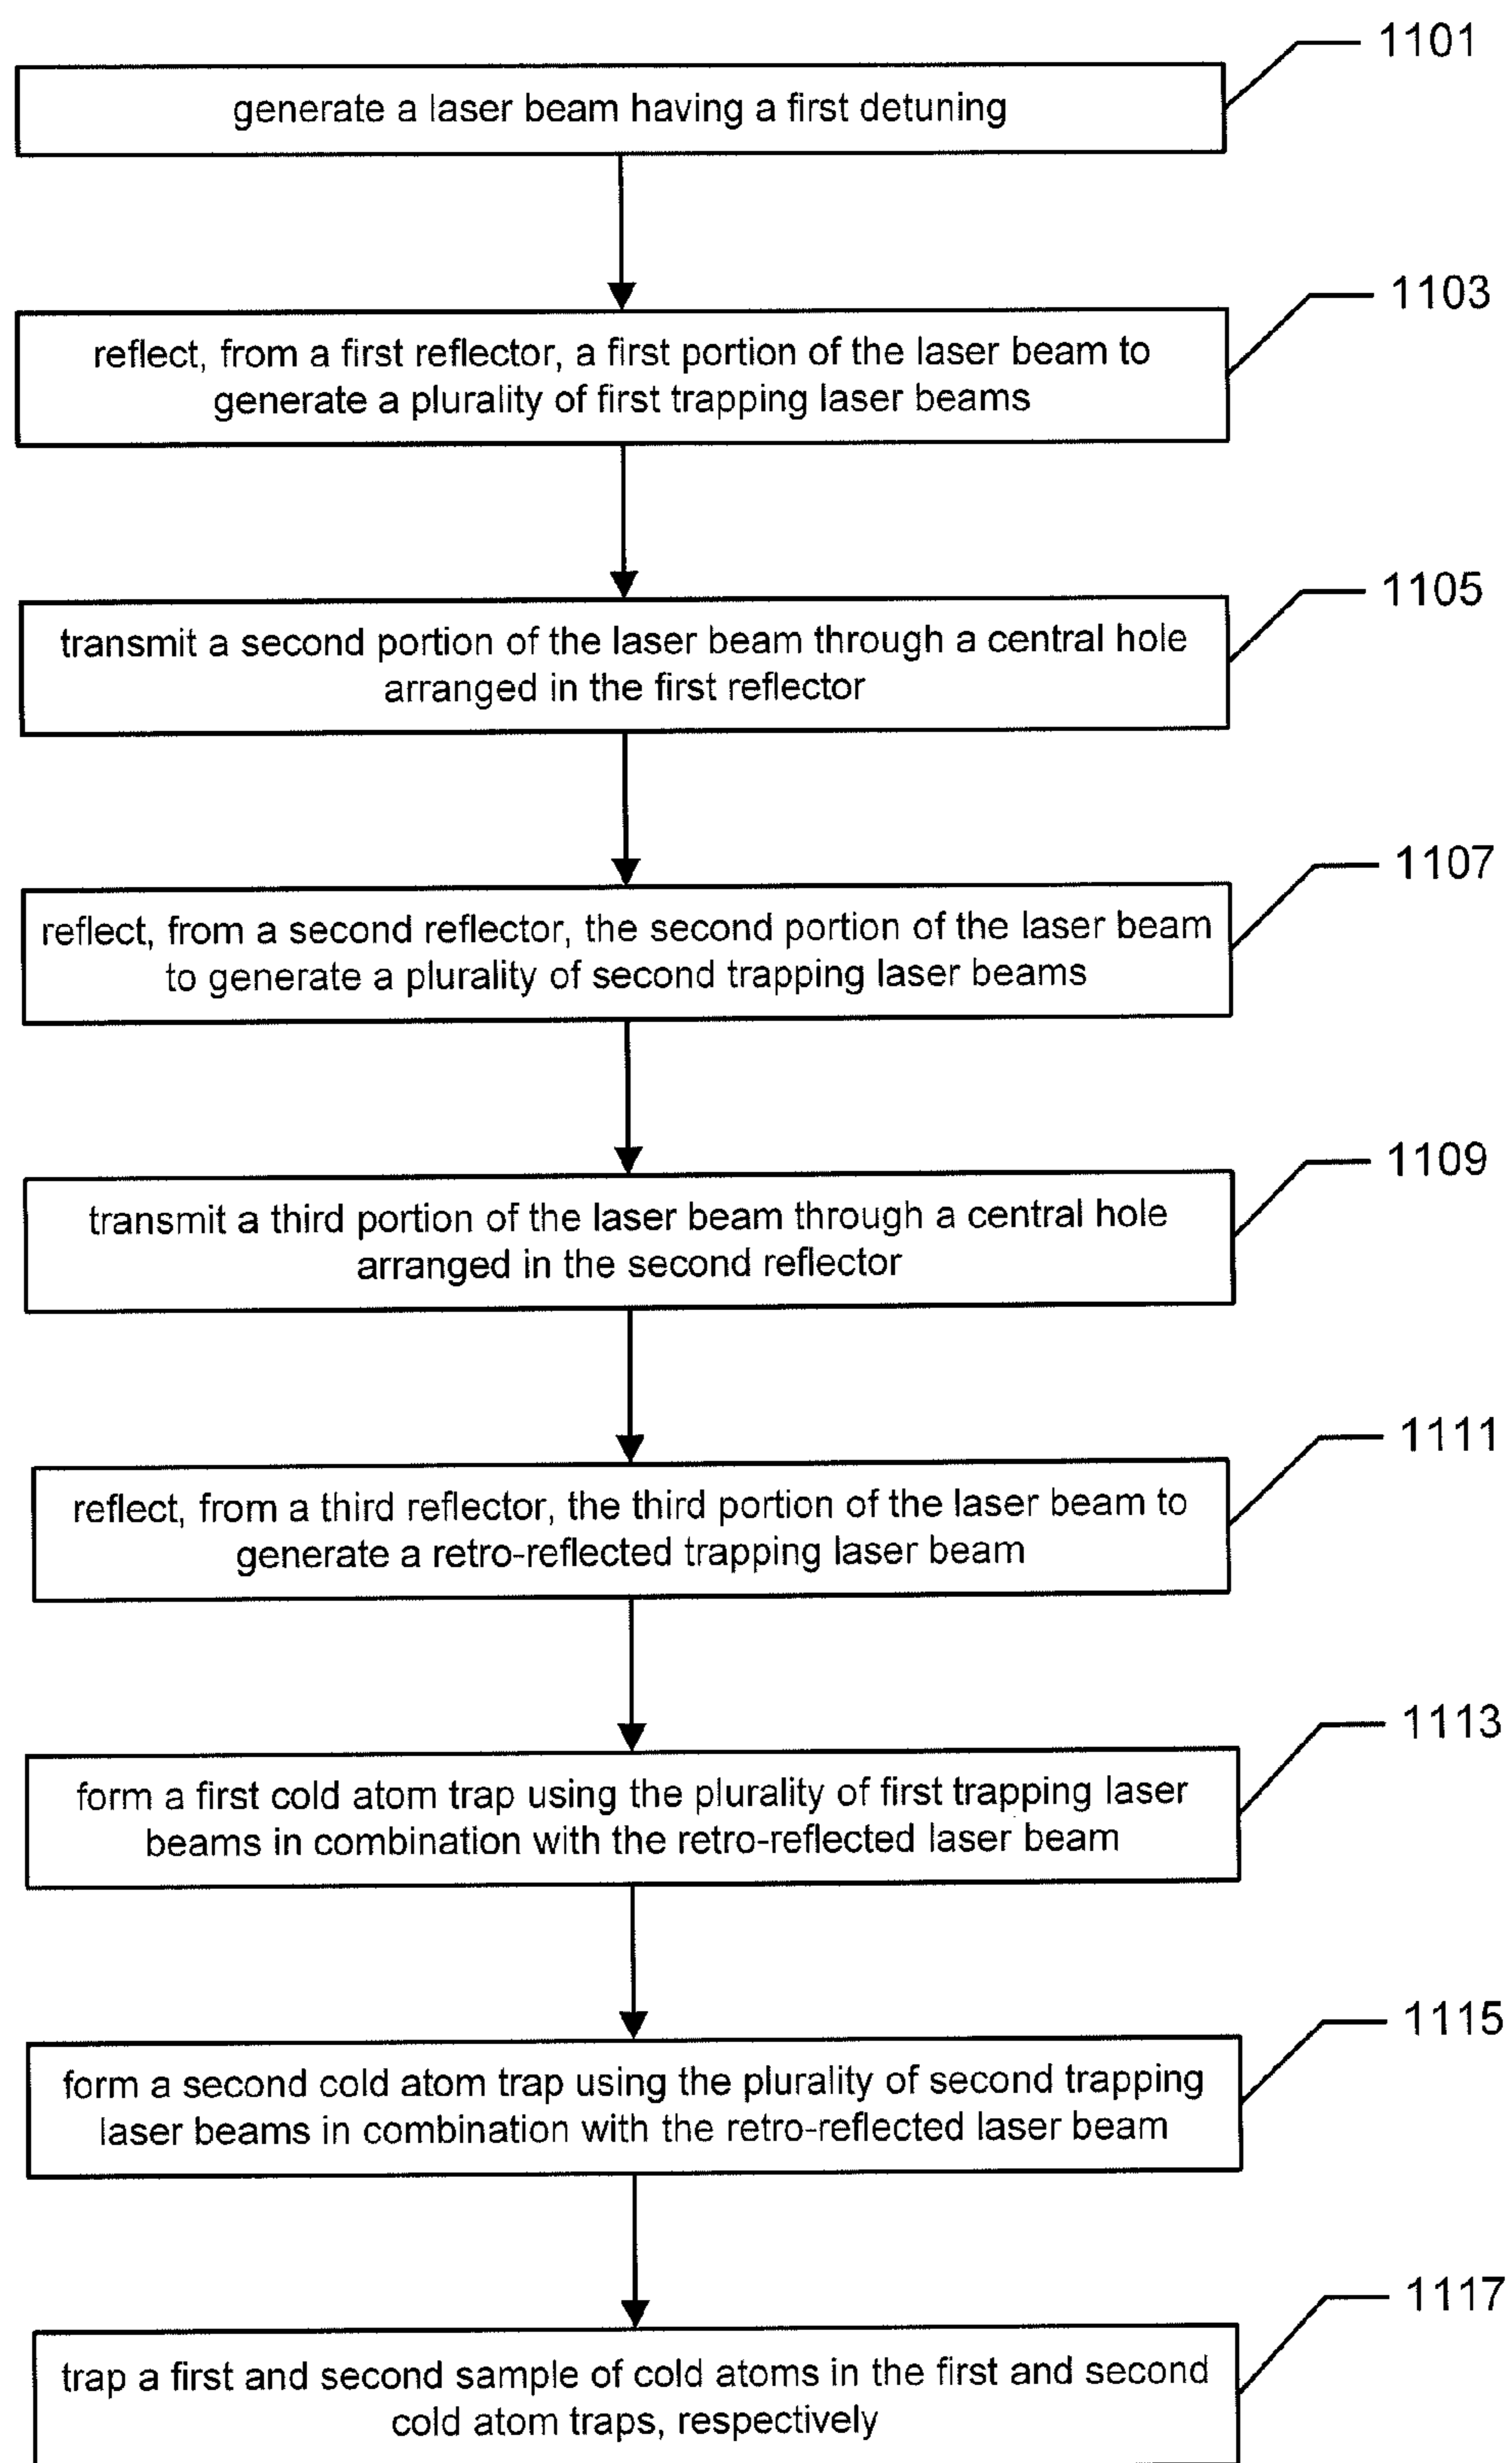 1101
generate a laser beam having a first detuning
1103
reflect, from a first reflector, a first portion of the laser beam to
generate a plurality of first trapping laser beams
1105
transmit a second portion of the laser beam through a central hole
arranged in the first reflector
1107
reflect, from a second reflector, the second portion of the laser beam
to generate a plurality of second trapping laser beams
1109
transmit a third portion of the laser beam through a central hole
arranged in the second reflector
1111
reflect, from a third reflector, the third portion of the laser beam to
generate a retro-reflected trapping laser beam
1113
form a first cold atom trap using the plurality of first trapping laser
beams in combination with the retro-reflected laser beam
1115
form a second cold atom trap using the plurality of second trapping
laser beams in combination with the retro-reflected laser beam
1117
trap a first and second sample of cold atoms in the first and second
cold atom traps, respectively